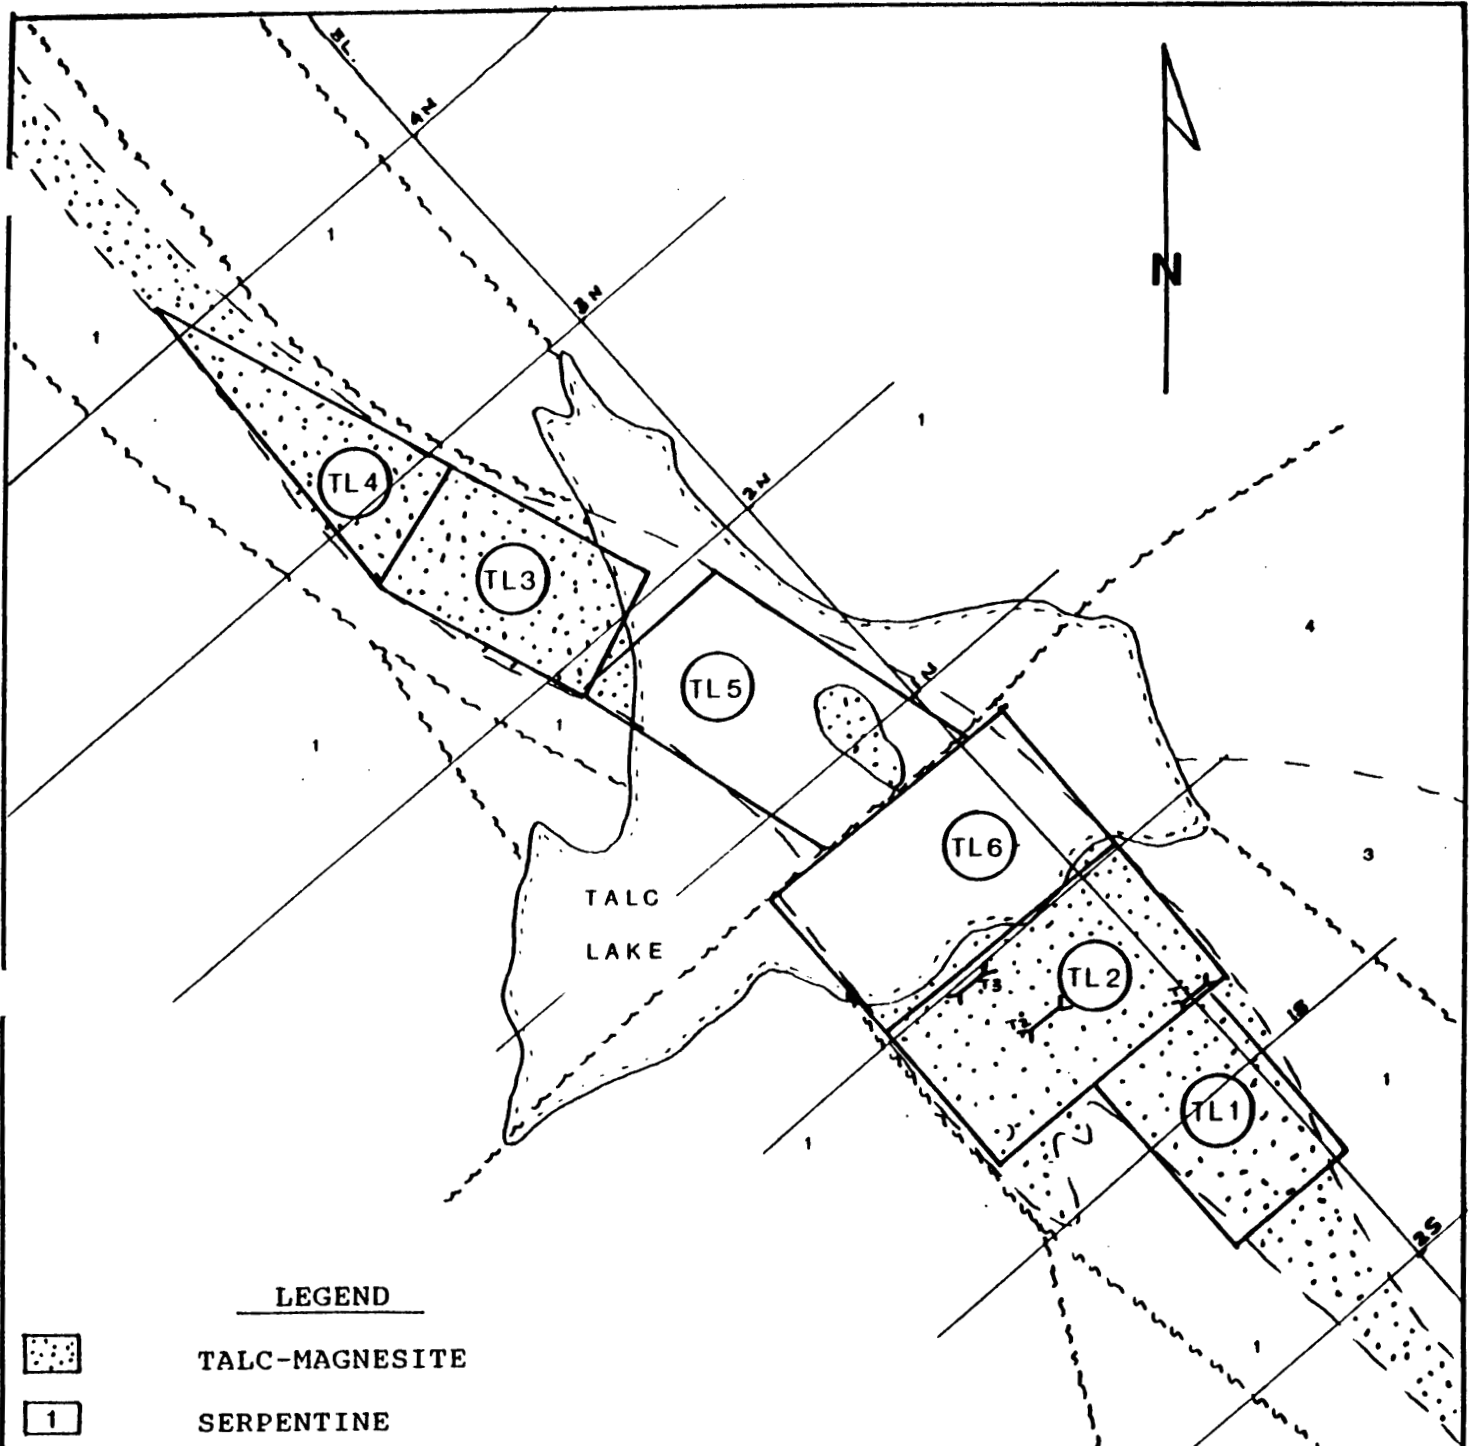 BL.
4N
1
N
3N
1
1
2N
4
TL4
TL3
TL5
1N
1
1
TL6
3
TALC
LAKE
TL2
T3
T2
1S
1
TL1
1
2S
1
LEGEND
TALC-MAGNESITE
1 SERPENTINE